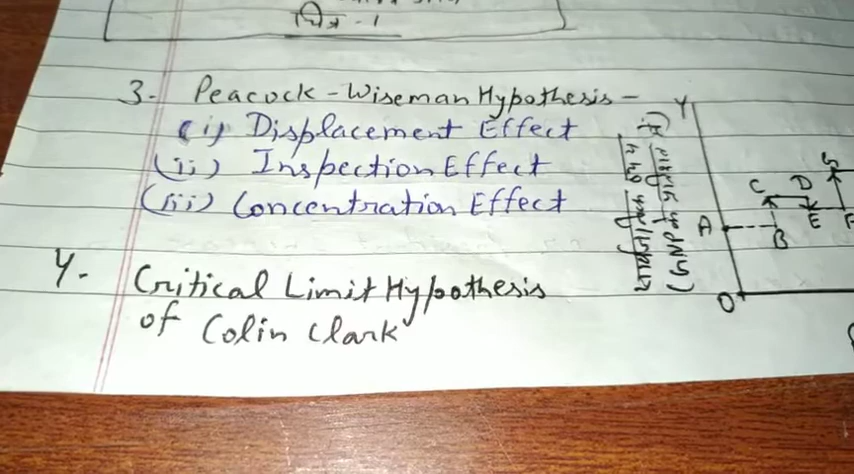 चित्र-1
3- Peacock-Wiseman Hypothesis-
(i) Displacement Effect
(ii) Inspection Effect
(iii) Concentration Effect
4- Critical Limit Hypothesis
of Colin Clark
Y
C D
A B E
O